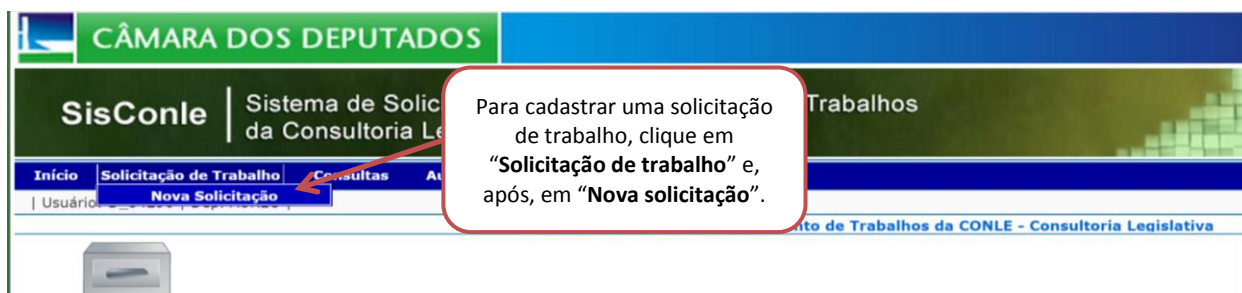 CÂMARA DOS DEPUTADOS
SisConle
Sistema de Solic Trabalhos
da Consultoria Le
Para cadastrar uma solicitação
de trabalho, clique em
“Solicitação de trabalho” e,
após, em “Nova solicitação”.
Início Solicitação de Trabalho Consultas Au
Nova Solicitação
| Usuário
nto de Trabalhos da CONLE - Consultoria Legislativa